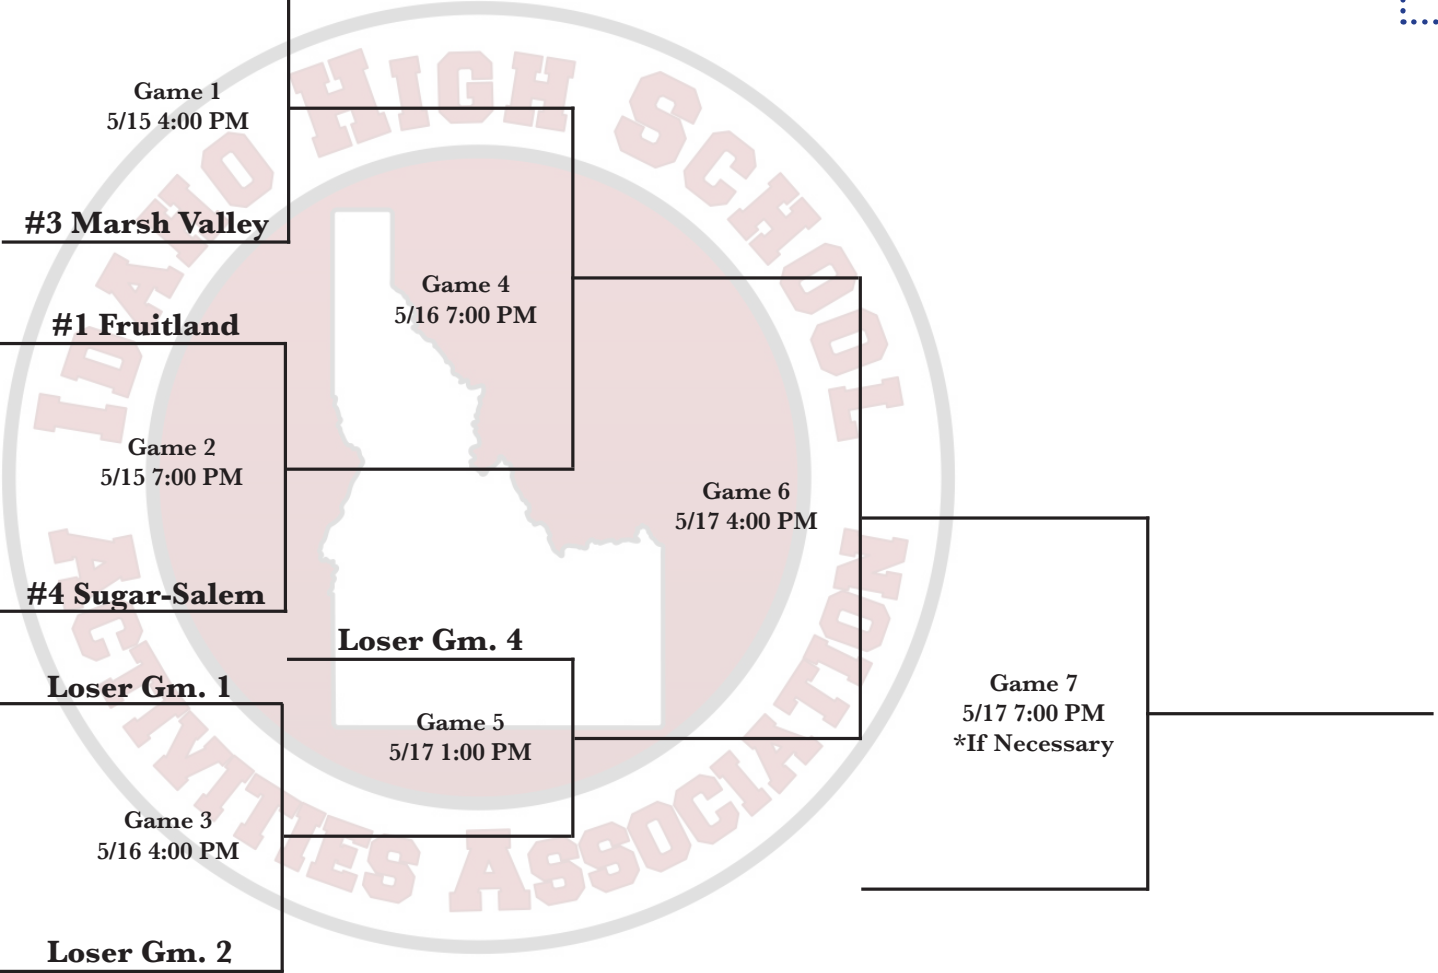 Game 1
5/15 4:00 PM
#3 Marsh Valley
#1 Fruitland
Game 2
5/15 7:00 PM
#4 Sugar-Salem
Loser Gm. 1
Game 3
5/16 4:00 PM
Loser Gm. 2
Game 4
5/16 7:00 PM
Loser Gm. 4
Game 5
5/17 1:00 PM
Game 6
5/17 4:00 PM
Game 7
5/17 7:00 PM
*If Necessary
IDAHO HIGH SCHOOL
ACTIVITIES ASSOCIATION